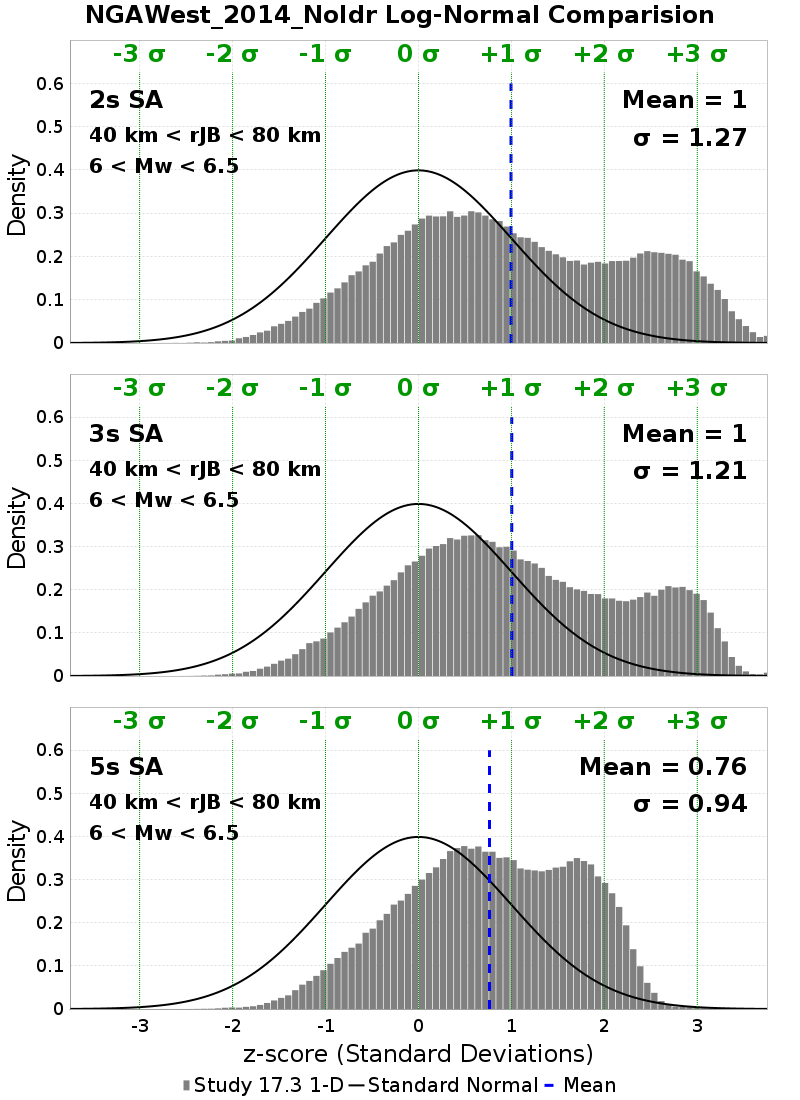 NGAWest_2014_NoIdr Log-Normal Comparision
-3 σ -2 σ -1 σ 0 σ +1 σ +2 σ +3 σ
2s SA
Mean = 1
40 km < rJB < 80 km
σ = 1.27
6 < Mw < 6.5
Density
0.6
0.5
0.4
0.3
0.2
0.1
0
-3 σ -2 σ -1 σ 0 σ +1 σ +2 σ +3 σ
3s SA
Mean = 1
40 km < rJB < 80 km
σ = 1.21
6 < Mw < 6.5
Density
0.6
0.5
0.4
0.3
0.2
0.1
0
-3 σ -2 σ -1 σ 0 σ +1 σ +2 σ +3 σ
5s SA
Mean = 0.76
40 km < rJB < 80 km
σ = 0.94
6 < Mw < 6.5
Density
0.6
0.5
0.4
0.3
0.2
0.1
0
-3 -2 -1 0 1 2 3
z-score (Standard Deviations)
Study 17.3 1-D Standard Normal Mean